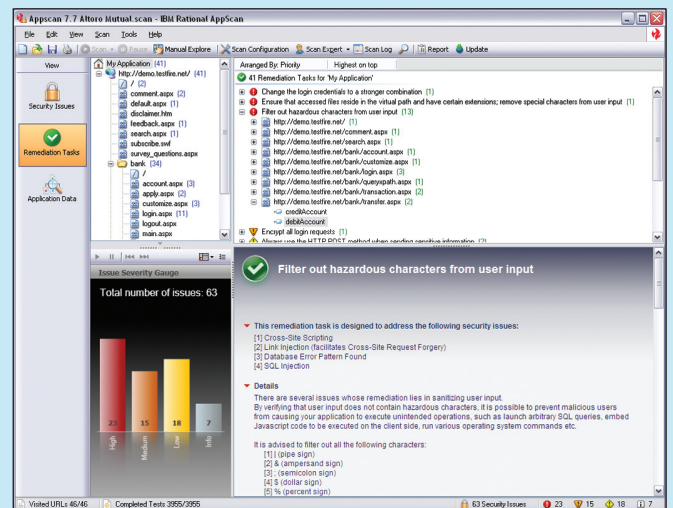 Appscan 7.7 Altoro Mutual.scan - IBM Rational AppScan
File Edit View Scan Tools Help
Scan Pause Manual Explore Scan Configuration Scan Expert Scan Log Report Update
View
Security Issues
Remediation Tasks
Application Data
My Application (41)
http://demo.testfire.net/ (41)
/ (2)
comment.aspx (2)
default.aspx (1)
disclaimer.htm
feedback.aspx (1)
search.aspx (1)
subscribe.swf
survey_questions.aspx
bank (34)
/
account.aspx (3)
apply.aspx (2)
customize.aspx (3)
login.aspx (11)
logout.aspx
main.aspx
Arranged By: Priority Highest on top
41 Remediation Tasks for 'My Application'
Change the login credentials to a stronger combination (1)
Ensure that accessed files reside in the virtual path and have certain extensions; remove special characters from user input (1)
Filter out hazardous characters from user input (13)
http://demo.testfire.net/ (1)
http://demo.testfire.net/comment.aspx (1)
http://demo.testfire.net/search.aspx (1)
http://demo.testfire.net/bank/account.aspx (1)
http://demo.testfire.net/bank/customize.aspx (1)
http://demo.testfire.net/bank/login.aspx (3)
http://demo.testfire.net/bank/queryxpath.aspx (1)
http://demo.testfire.net/bank/transaction.aspx (2)
http://demo.testfire.net/bank/transfer.aspx (2)
creditAccount
debitAccount
Encrypt all login requests (1)
Always use the HTTP POST method when sending sensitive information (2)
Issue Severity Gauge
Total number of issues: 63
23 15 18 7
High Medium Low Info
Filter out hazardous characters from user input
This remediation task is designed to address the following security issues:
[1] Cross-Site Scripting
[2] Link Injection (facilitates Cross-Site Request Forgery)
[3] Database Error Pattern Found
[4] SQL Injection
Details
There are several issues whose remediation lies in sanitizing user input.
By verifying that user input does not contain hazardous characters, it is possible to prevent malicious users
from causing your application to execute unintended operations, such as launch arbitrary SQL queries, embed
Javascript code to be executed on the client side, run various operating system commands etc.
It is advised to filter out all the following characters:
[1] | (pipe sign)
[2] & (ampersand sign)
[3] ; (semicolon sign)
[4] $ (dollar sign)
[5] % (percent sign)
Visited URLs 46/46 Completed Tests 3955/3955 63 Security Issues 23 15 18 7